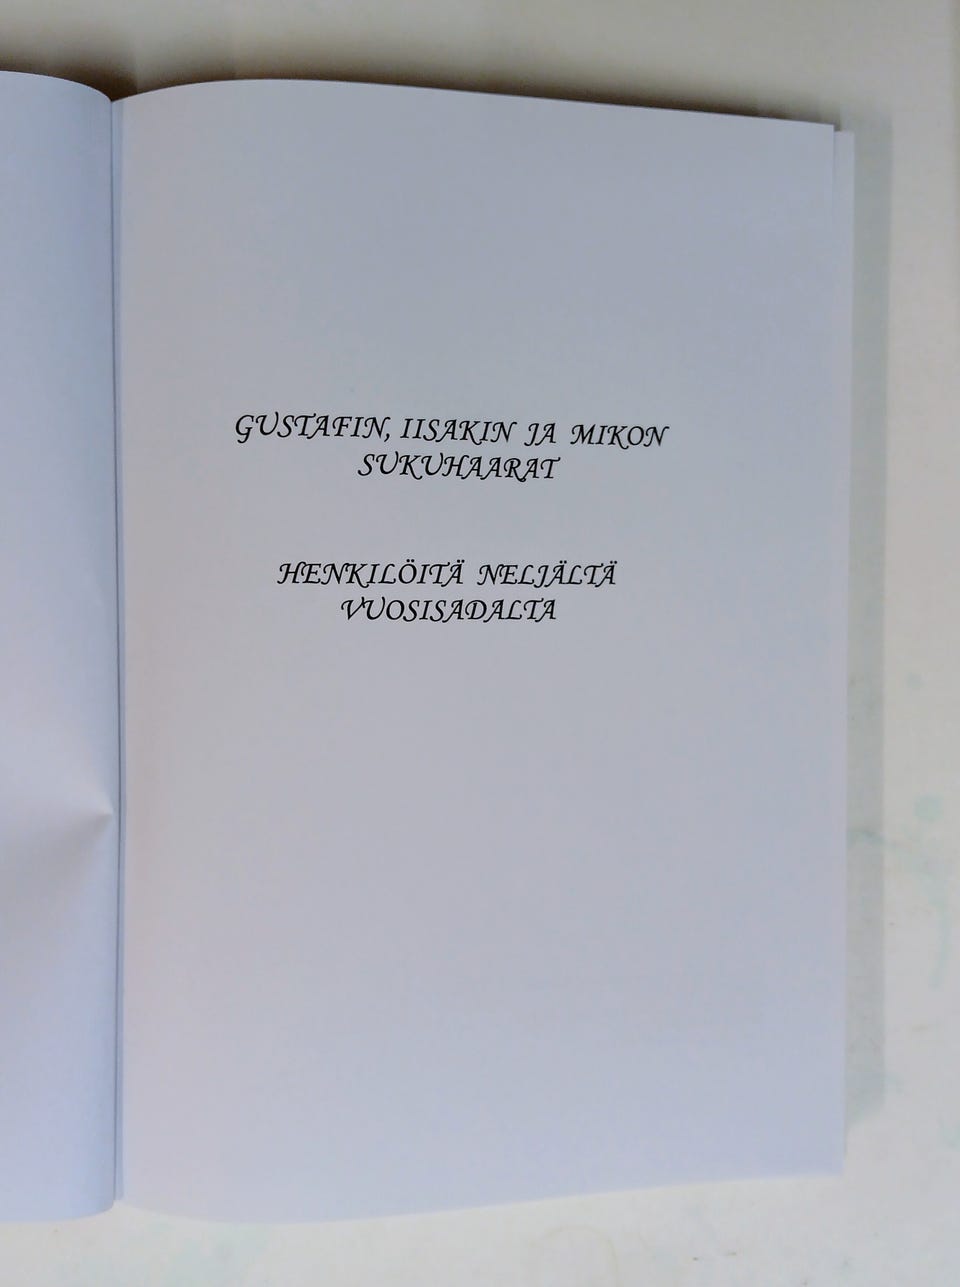 GUSTAFIN, IISAKIN JA MIKON
SUKUHAARAT
HENKILÖITÄ NELJÄLTÄ
VUOSISADALTA